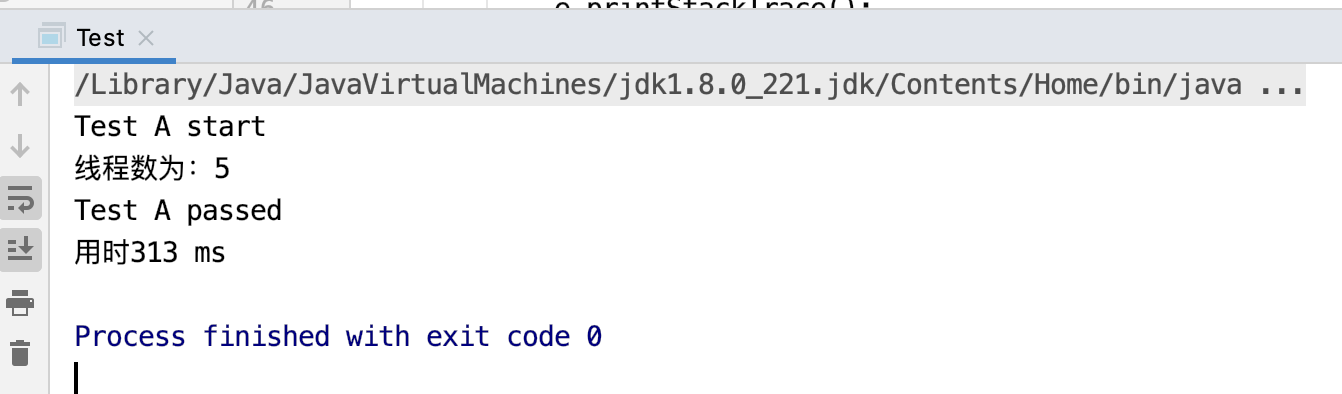 46
e.printStackTrace();
Test
/Library/Java/JavaVirtualMachines/jdk1.8.0_221.jdk/Contents/Home/bin/java ...
Test A start
线程数为：5
Test A passed
用时313 ms
Process finished with exit code 0